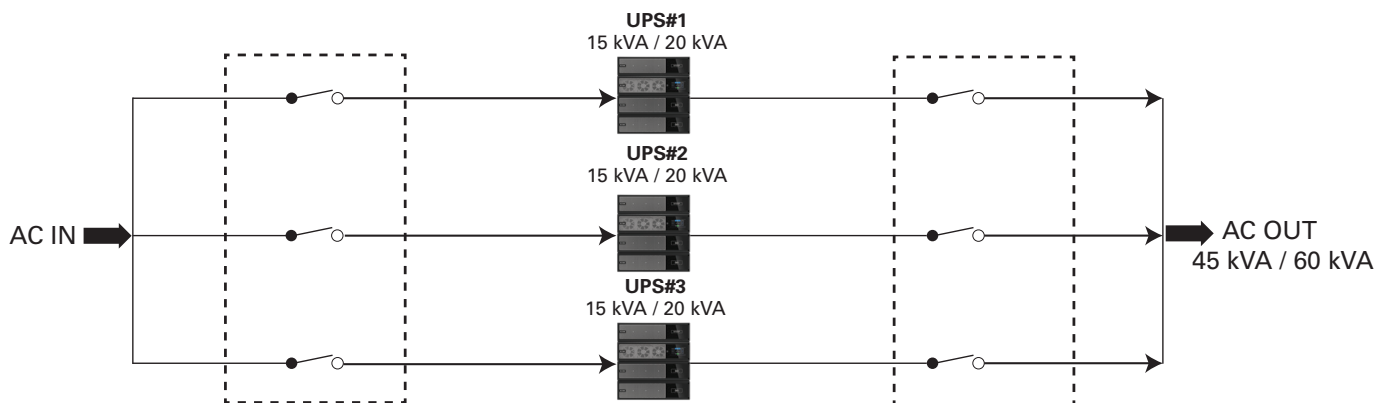 UPS#1
15 kVA / 20 kVA
UPS#2
15 kVA / 20 kVA
AC IN
AC OUT
45 kVA / 60 kVA
UPS#3
15 kVA / 20 kVA